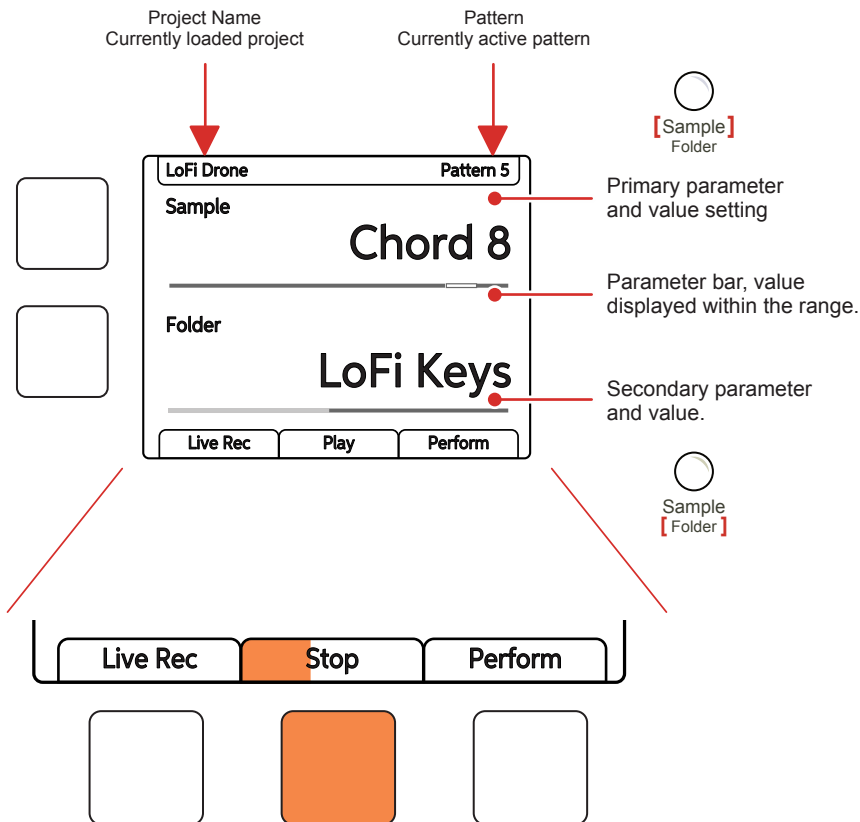 Project Name
Currently loaded project
Pattern
Currently active pattern
[Sample]
Folder
LoFi Drone
Pattern 5
Sample
Chord 8
Primary parameter
and value setting
Parameter bar, value
displayed within the range.
Folder
LoFi Keys
Secondary parameter
and value.
Live Rec
Play
Perform
Sample
[Folder]
Live Rec
Stop
Perform